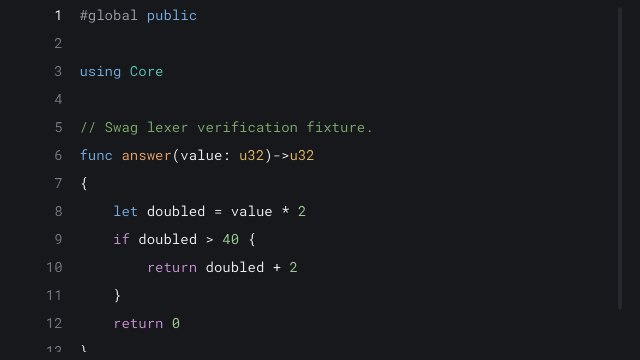 1 #global public
2
3 using Core
4
5 // Swag lexer verification fixture.
6 func answer(value: u32)->u32
7 {
8     let doubled = value * 2
9     if doubled > 40 {
10         return doubled + 2
11     }
12     return 0
13 }